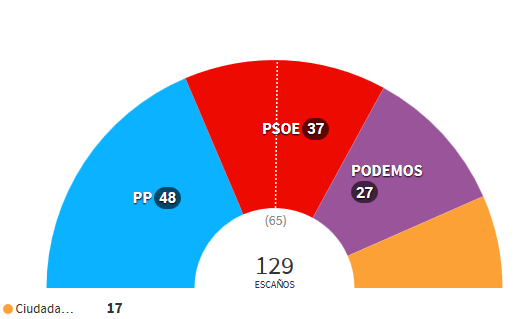 PSOE 37
PODEMOS
27
PP 48
(65)
129
ESCAÑOS
Ciudada... 17